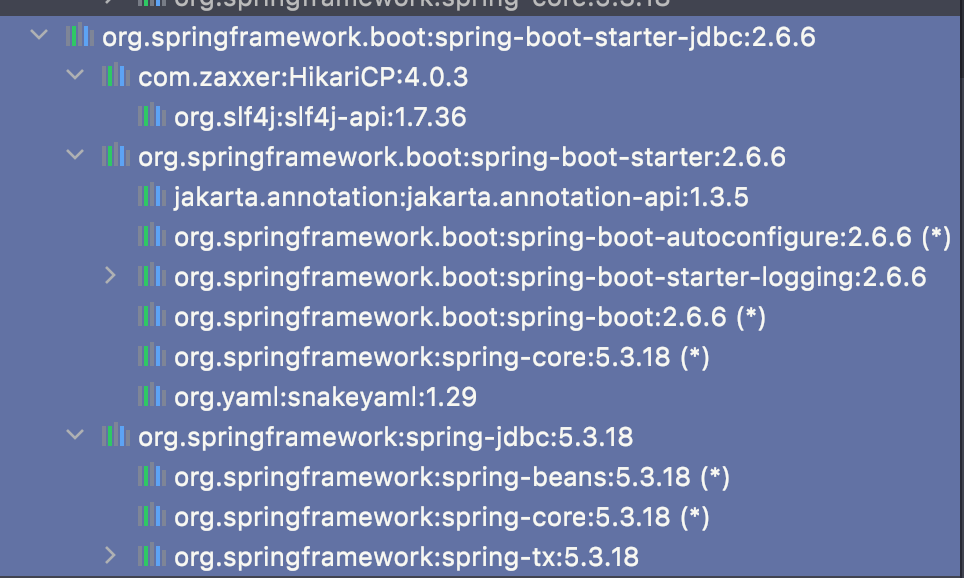 org.springframework.boot:spring-boot-starter-jdbc:2.6.6
com.zaxxer:HikariCP:4.0.3
org.slf4j:slf4j-api:1.7.36
org.springframework.boot:spring-boot-starter:2.6.6
jakarta.annotation:jakarta.annotation-api:1.3.5
org.springframework.boot:spring-boot-autoconfigure:2.6.6 (*)
org.springframework.boot:spring-boot-starter-logging:2.6.6
org.springframework.boot:spring-boot:2.6.6 (*)
org.springframework:spring-core:5.3.18 (*)
org.yaml:snakeyaml:1.29
org.springframework:spring-jdbc:5.3.18
org.springframework:spring-beans:5.3.18 (*)
org.springframework:spring-core:5.3.18 (*)
org.springframework:spring-tx:5.3.18